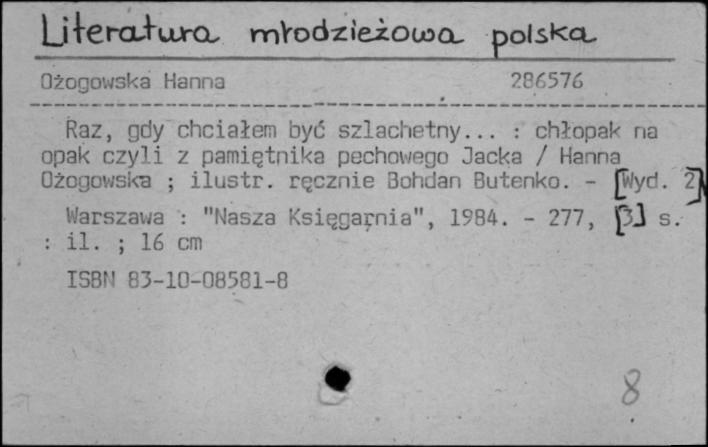 Literatura młodzieżowa polska
Ożogowska Hanna 286576
Raz, gdy chciałem być szlachetny... : chłopak na
opak czyli z pamiętnika pechowego Jacka / Hanna
Ożogowska ; ilustr. ręcznie Bohdan Butenko. - [Wyd. 2]
Warszawa : "Nasza Księgarnia", 1984. - 277, [3] s.
: il. ; 16 cm
ISBN 83-10-08581-8
8